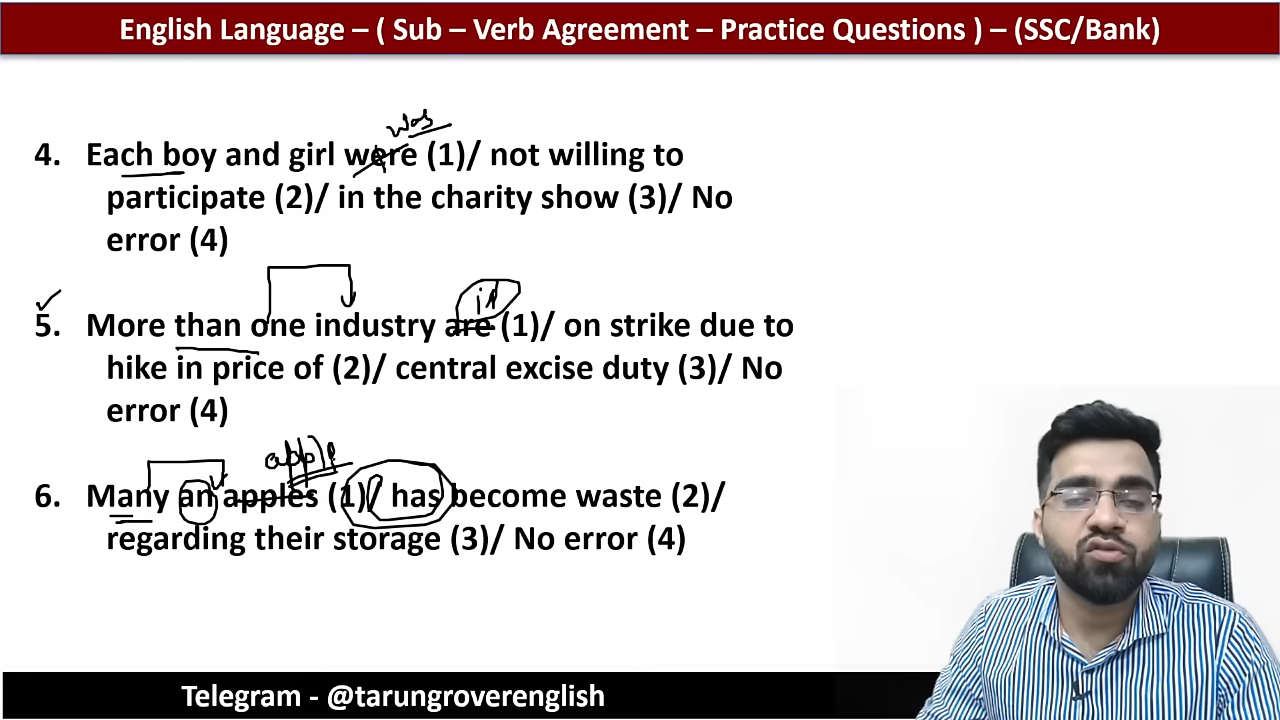 English Language – ( Sub – Verb Agreement – Practice Questions ) – (SSC/Bank)
was
4. Each boy and girl were (1)/ not willing to
participate (2)/ in the charity show (3)/ No
error (4)
is
5. More than one industry are (1)/ on strike due to
hike in price of (2)/ central excise duty (3)/ No
error (4)
apple
6. Many an apples (1)/ has become waste (2)/
regarding their storage (3)/ No error (4)
Telegram - @tarungroverenglish